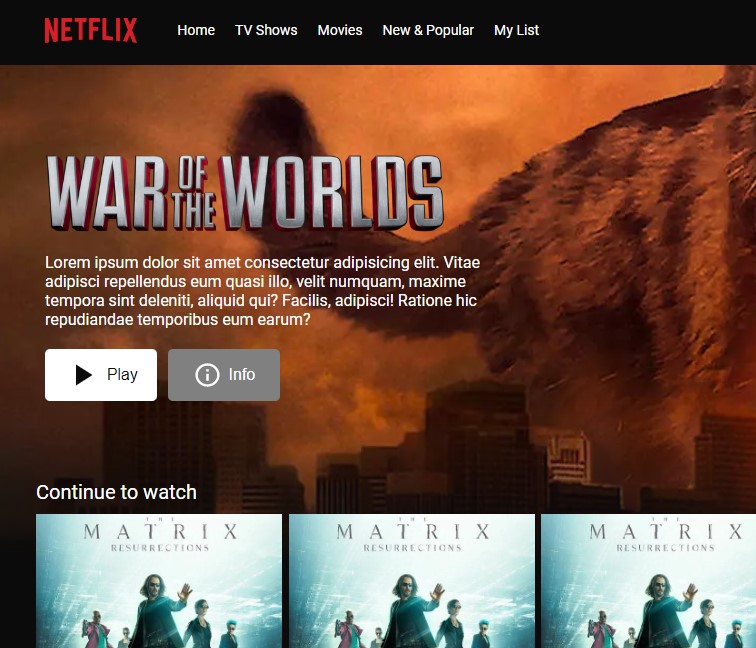 NETFLIX Home TV Shows Movies New & Popular My List
WAR OF THE WORLDS
Lorem ipsum dolor sit amet consectetur adipisicing elit. Vitae
adipisci repellendus eum quasi illo, velit numquam, maxime
tempora sint deleniti, aliquid qui? Facilis, adipisci! Ratione hic
repudiandae temporibus eum earum?
Play Info
Continue to watch
THE THE THE
MATRIX MATRIX MATRIX
RESURRECTIONS RESURRECTIONS RESURRECTIONS